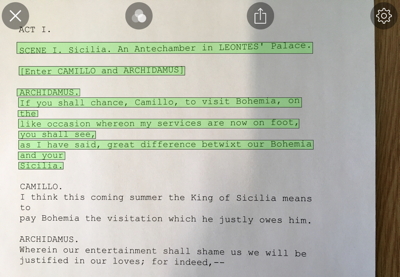 ACT I.
SCENE I. Sicilia. An Antechamber in LEONTES' Palace.
[Enter CAMILLO and ARCHIDAMUS]
ARCHIDAMUS.
If you shall chance, Camillo, to visit Bohemia, on
the
like occasion whereon my services are now on foot,
you shall see,
as I have said, great difference betwixt our Bohemia
and your
Sicilia.
CAMILLO.
I think this coming summer the King of Sicilia means
to
pay Bohemia the visitation which he justly owes him.
ARCHIDAMUS.
Wherein our entertainment shall shame us we will be
justified in our loves; for indeed,--